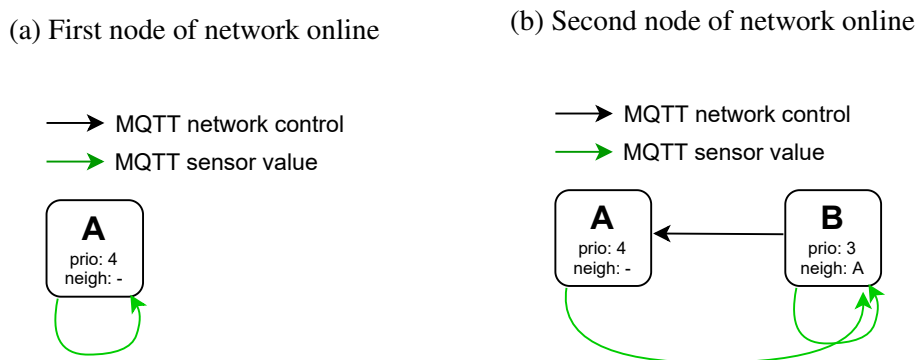 (a) First node of network online
MQTT network control
MQTT sensor value
A
prio: 4
neigh: -
(b) Second node of network online
MQTT network control
MQTT sensor value
A
prio: 4
neigh: -
B
prio: 3
neigh: A